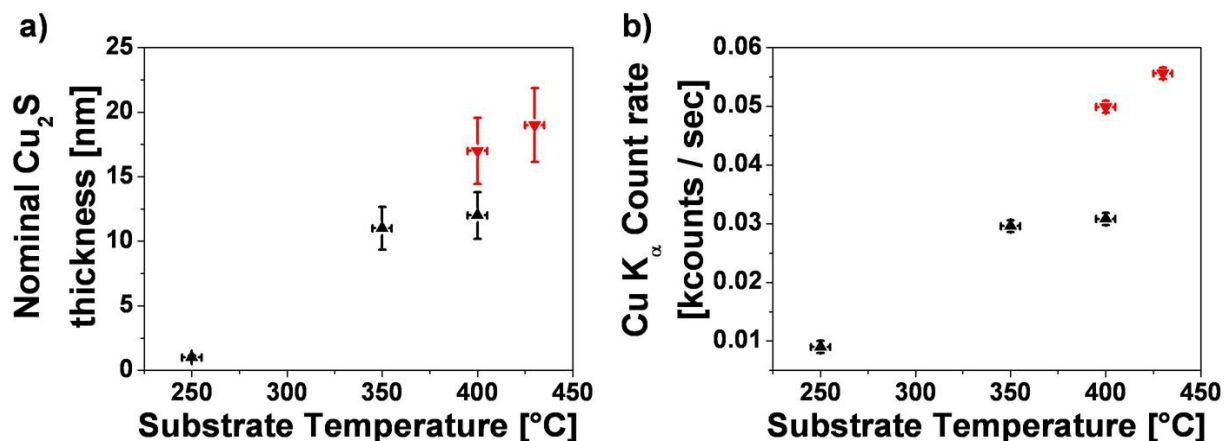 a)
Nominal Cu₂S
thickness [nm]
25
20
15
10
5
0
250
300
350
400
450
Substrate Temperature [°C]
b)
Cu Kα Count rate
[kcounts / sec]
0.06
0.05
0.04
0.03
0.02
0.01
250
300
350
400
450
Substrate Temperature [°C]